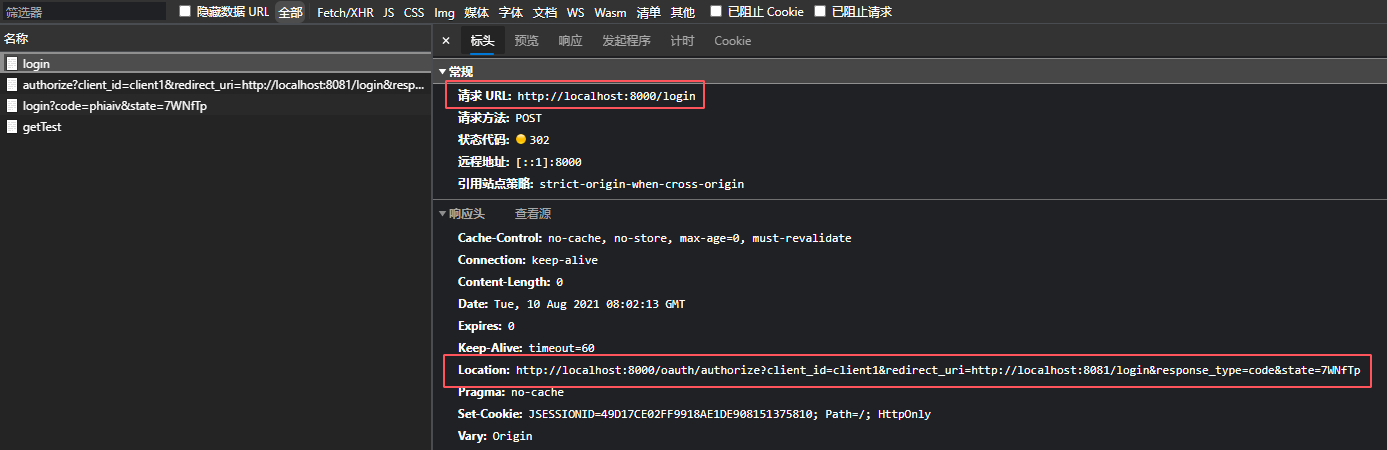 筛选器 隐藏数据 URL 全部 Fetch/XHR JS CSS Img 媒体 字体 文档 WS Wasm 清单 其他 已阻止 Cookie 已阻止请求
名称
login
authorize?client_id=client1&redirect_uri=http://localhost:8081/login&resp...
login?code=phiaiv&state=7WNfTp
getTest
× 标头 预览 响应 发起程序 计时 Cookie
常规
请求 URL: http://localhost:8000/login
请求方法: POST
状态代码: 302
远程地址: [::1]:8000
引用站点策略: strict-origin-when-cross-origin
响应头 查看源
Cache-Control: no-cache, no-store, max-age=0, must-revalidate
Connection: keep-alive
Content-Length: 0
Date: Tue, 10 Aug 2021 08:02:13 GMT
Expires: 0
Keep-Alive: timeout=60
Location: http://localhost:8000/oauth/authorize?client_id=client1&redirect_uri=http://localhost:8081/login&response_type=code&state=7WNfTp
Pragma: no-cache
Set-Cookie: JSESSIONID=49D17CE02FF9918AE1DE908151375810; Path=/; HttpOnly
Vary: Origin